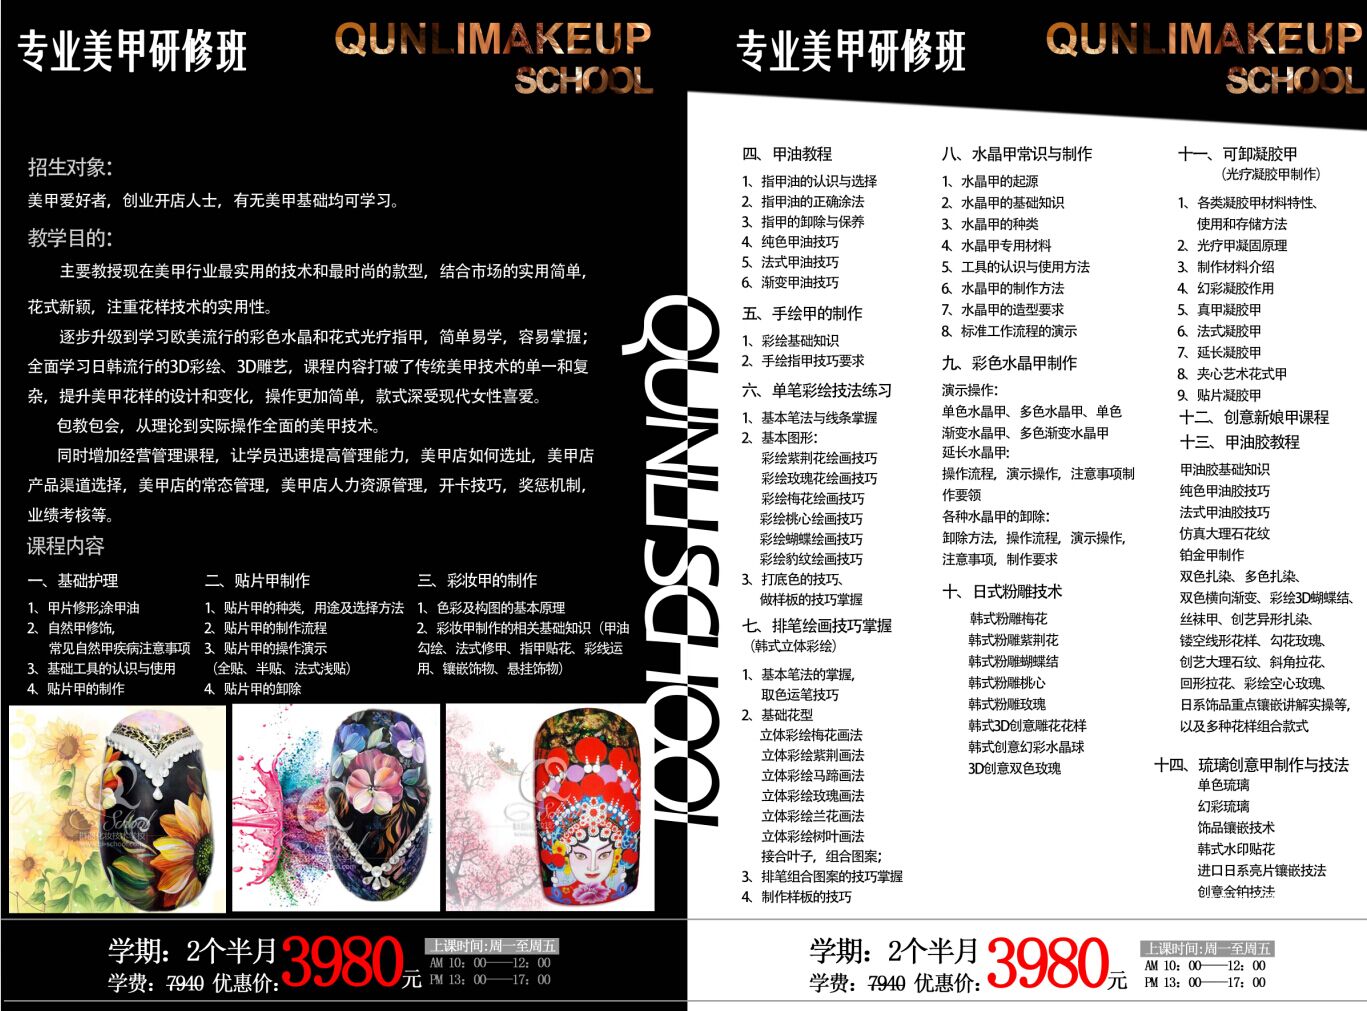 专业美甲研修班
QUNLIMAKEUP
SCHOOL
招生对象：
美甲爱好者，创业开店人士，有无美甲基础均可学习。
教学目的：
主要教授现在美甲行业最实用的技术和最时尚的款型，结合市场的实用简单，
花式新颖，注重花样技术的实用性。
逐步升级到学习欧美流行的彩色水晶和花式光疗指甲，简单易学，容易掌握；
全面学习日韩流行的3D彩绘、3D雕艺，课程内容打破了传统美甲技术的单一和复
杂，提升美甲花样的设计和变化，操作更加简单，款式深受现代女性喜爱。
包教包会，从理论到实际操作全面的美甲技术。
同时增加经营管理课程，让学员迅速提高管理能力，美甲店如何选址，美甲店
产品渠道选择，美甲店的常态管理，美甲店人力资源管理，开卡技巧，奖惩机制，
业绩考核等。
课程内容
一、基础护理
1、甲片修形,涂甲油
2、自然甲修饰,
常见自然甲疾病注意事项
3、基础工具的认识与使用
4、贴片甲的制作
二、贴片甲制作
1、贴片甲的种类，用途及选择方法
2、贴片甲的制作流程
3、贴片甲的操作演示
（全贴、半贴、法式浅贴）
4、贴片甲的卸除
三、彩妆甲的制作
1、色彩及构图的基本原理
2、彩妆甲制作的相关基础知识（甲油
勾绘、法式修甲、指甲贴花、彩线运
用、镶嵌饰物、悬挂饰物）
学期：2个半月
学费：7940 优惠价：3980元
上课时间:周一至周五
AM 10：00——12：00
PM 13：00——17：00
QUNLISCHOOL
专业美甲研修班
QUNLIMAKEUP
SCHOOL
四、甲油教程
1、指甲油的认识与选择
2、指甲油的正确涂法
3、指甲的卸除与保养
4、纯色甲油技巧
5、法式甲油技巧
6、渐变甲油技巧
五、手绘甲的制作
1、彩绘基础知识
2、手绘指甲技巧要求
六、单笔彩绘技法练习
1、基本笔法与线条掌握
2、基本图形：
彩绘紫荆花绘画技巧
彩绘玫瑰花绘画技巧
彩绘梅花绘画技巧
彩绘桃心绘画技巧
彩绘蝴蝶绘画技巧
彩绘豹纹绘画技巧
3、打底色的技巧、
做样板的技巧掌握
七、排笔绘画技巧掌握
（韩式立体彩绘）
1、基本笔法的掌握，
取色运笔技巧
2、基础花型
立体彩绘梅花画法
立体彩绘紫荆画法
立体彩绘马蹄画法
立体彩绘玫瑰画法
立体彩绘兰花画法
立体彩绘树叶画法
接合叶子，组合图案；
3、排笔组合图案的技巧掌握
4、制作样板的技巧
八、水晶甲常识与制作
1、水晶甲的起源
2、水晶甲的基础知识
3、水晶甲的种类
4、水晶甲专用材料
5、工具的认识与使用方法
6、水晶甲的制作方法
7、水晶甲的造型要求
8、标准工作流程的演示
九、彩色水晶甲制作
演示操作：
单色水晶甲、多色水晶甲、单色
渐变水晶甲、多色渐变水晶甲
延长水晶甲：
操作流程，演示操作，注意事项制
作要领
各种水晶甲的卸除：
卸除方法，操作流程，演示操作，
注意事项，制作要求
十、日式粉雕技术
韩式粉雕梅花
韩式粉雕紫荆花
韩式粉雕蝴蝶结
韩式粉雕桃心
韩式粉雕玫瑰
韩式3D创意雕花花样
韩式创意幻彩水晶球
3D创意双色玫瑰
十一、可卸凝胶甲
（光疗凝胶甲制作）
1、各类凝胶甲材料特性、
使用和存储方法
2、光疗甲凝固原理
3、制作材料介绍
4、幻彩凝胶作用
5、真甲凝胶甲
6、法式凝胶甲
7、延长凝胶甲
8、夹心艺术花式甲
9、贴片凝胶甲
十二、创意新娘甲课程
十三、甲油胶教程
甲油胶基础知识
纯色甲油胶技巧
法式甲油胶技巧
仿真大理石花纹
铂金甲制作
双色扎染、多色扎染、
双色横向渐变、彩绘3D蝴蝶结、
丝袜甲、创艺异形扎染、
镂空线形花样、勾花玫瑰、
创艺大理石纹、斜角拉花、
回形拉花、彩绘空心玫瑰、
日系饰品重点镶嵌讲解实操等，
以及多种花样组合款式
十四、琉璃创意甲制作与技法
单色琉璃
幻彩琉璃
饰品镶嵌技术
韩式水印贴花
进口日系亮片镶嵌技法
创意金铂技法
学期：2个半月
学费：7940 优惠价：3980元
上课时间:周一至周五
AM 10：00——12：00
PM 13：00——17：00